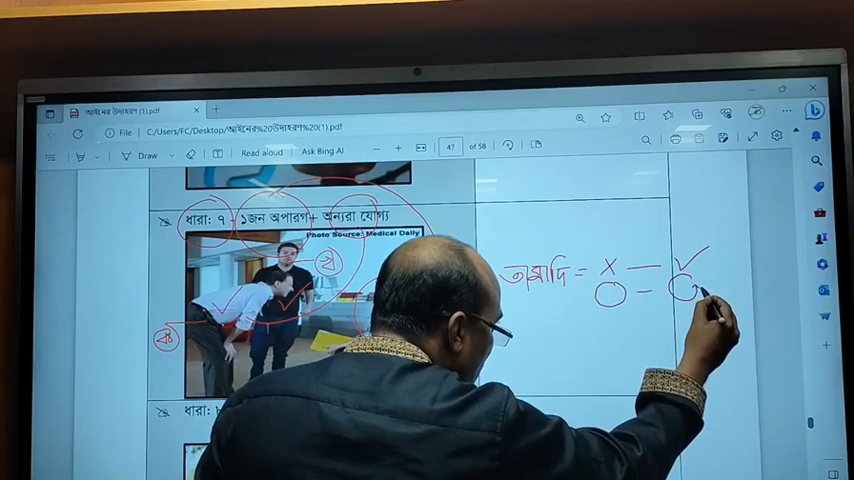 আইনের উদাহরণ (1).pdf
File C:/Users/FC/Desktop/আইনের%20উদাহরণ%20(1).pdf
Draw Read aloud Ask Bing AI 47 of 58
ধারা: ৭ - ১জন অপারগ+ অন্যরা যোগ্য
Photo Source: Medical Daily
তামাদি = X — ✓
O = O
ধারা: